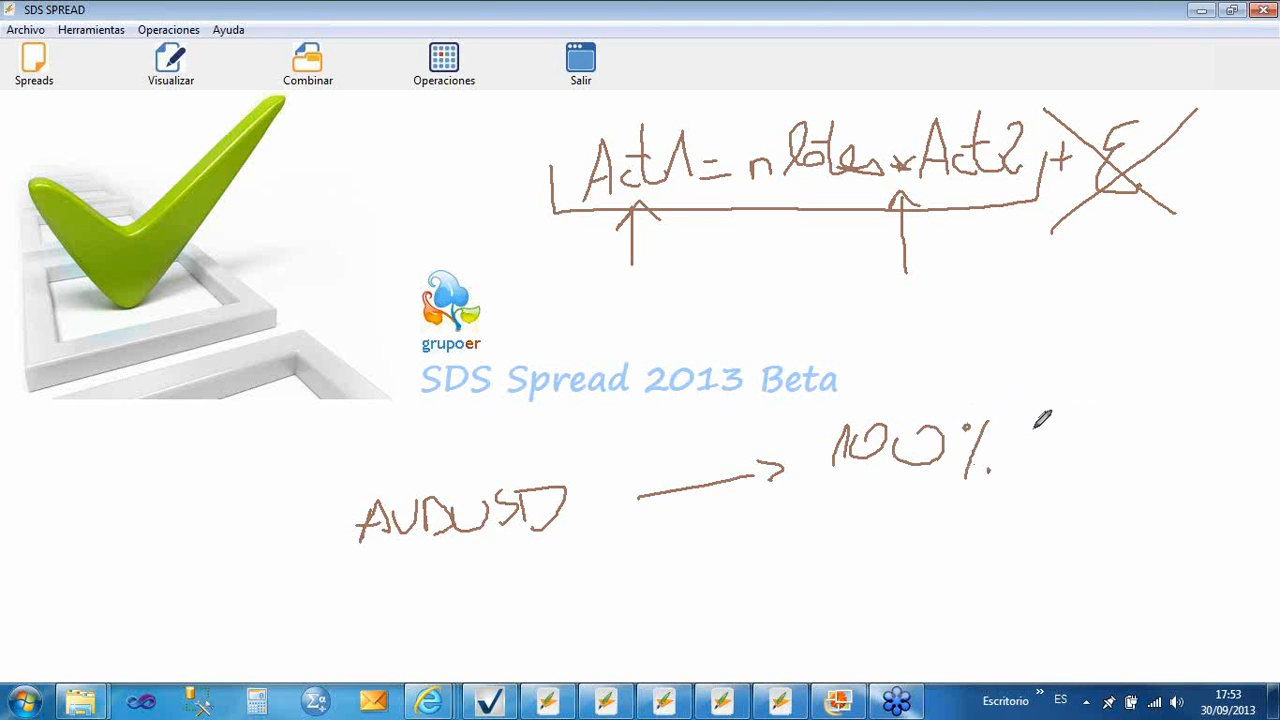 SDS SPREAD
Archivo Herramientas Operaciones Ayuda
Spreads Visualizar Combinar Operaciones Salir
Act1 = n lotes * Act2 + ε
grupoer
SDS Spread 2013 Beta
100%
AUDUSD
Escritorio » ES 17:53
30/09/2013